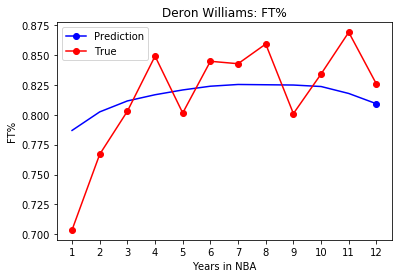 Deron Williams: FT%
Prediction
True
0.875
0.850
0.825
0.800
0.775
0.750
0.725
0.700
FT%
1 2 3 4 5 6 7 8 9 10 11 12
Years in NBA